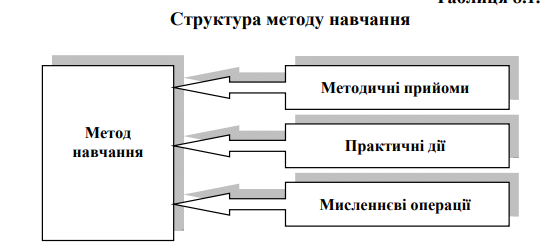 Таблиця 6.1.
Структура методу навчання
Метод
навчання
Методичні прийоми
Практичні дії
Мисленнєві операції